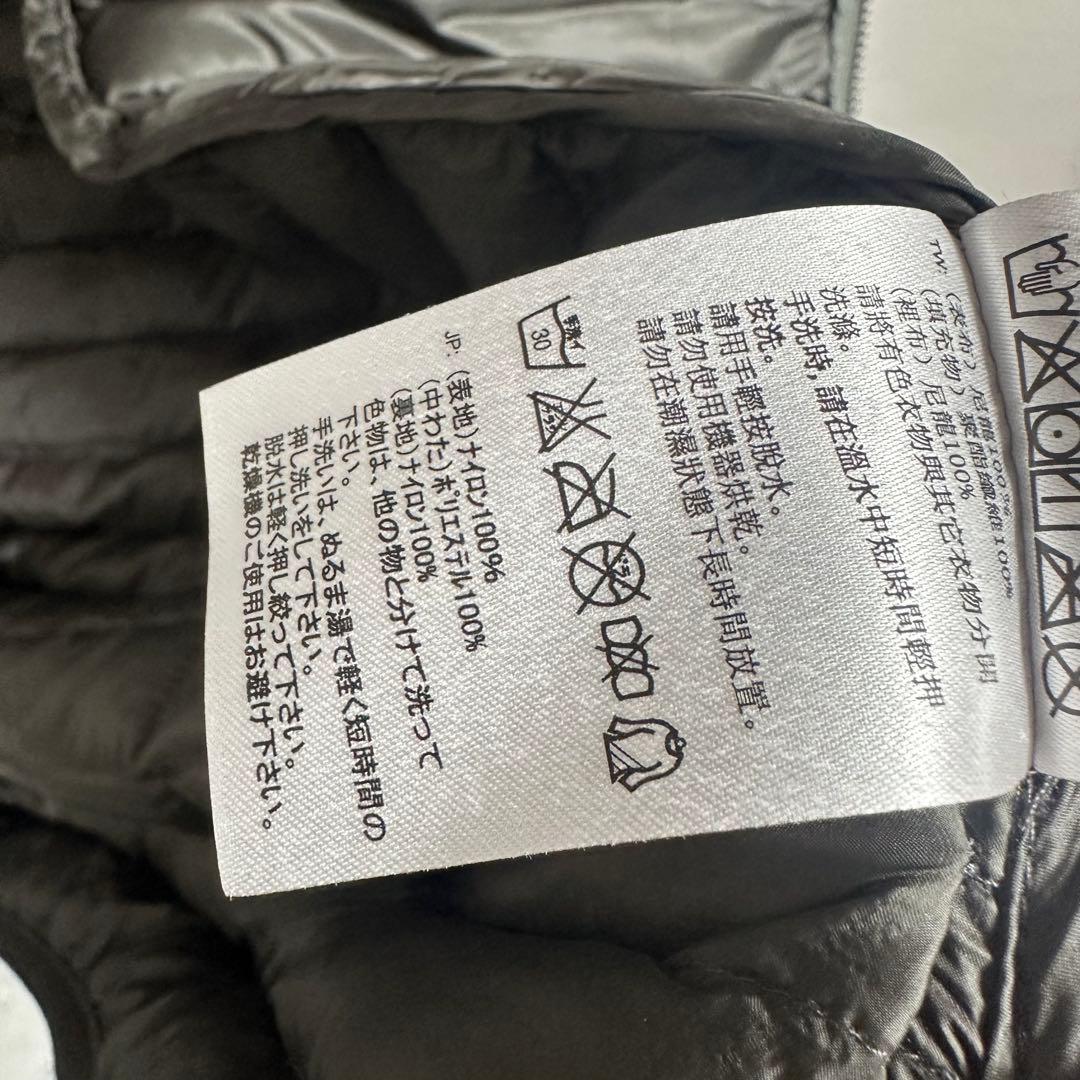 TW:
(衣布) 尼龍100%
(填充物) 聚酯纖維100%
(裡布) 尼龍100%
請將有色衣物與其它衣物分開
洗滌。
手洗時, 請在溫水中短時間輕押
按洗。
請用手輕按脫水。
請勿使用機器烘乾。
請勿在潮濕狀態下長時間放置。
30
JP:
(表地) ナイロン100%
(中わた) ポリエステル100%
(裏地) ナイロン100%
色物は、他の物と分けて洗って
下さい。
手洗いは、ぬるま湯で軽く短時間の
押し洗いをして下さい。
脱水は軽く押し絞って下さい。
乾燥機のご使用はお避け下さい。